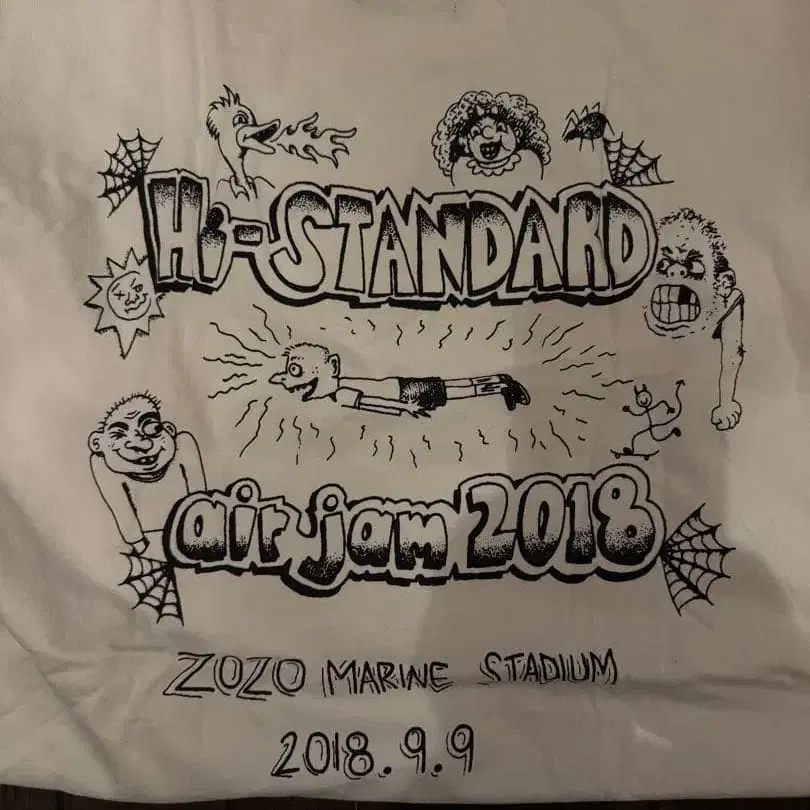 Hi-STANDARD
air jam 2018
ZOZO MARINE STADIUM
2018.9.9